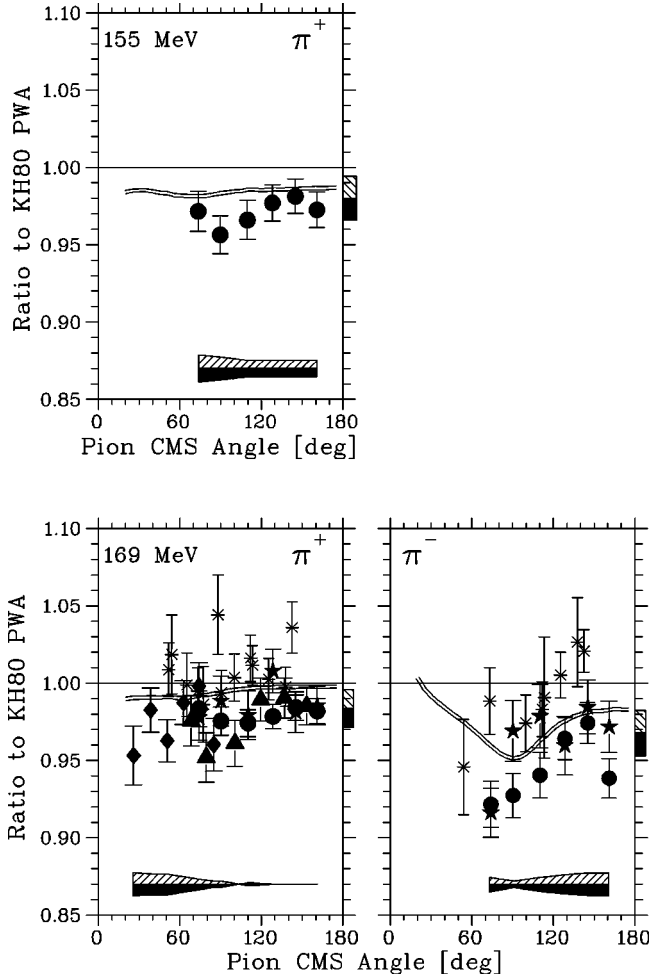 1.10
155 MeV π+
1.05
1.00
0.95
0.90
0.85
Ratio to KH80 PWA
0 60 120 180
Pion CMS Angle [deg]
1.10
169 MeV π+ π−
1.05
1.00
0.95
0.90
0.85
Ratio to KH80 PWA
0 60 120 180 0 60 120 180
Pion CMS Angle [deg]